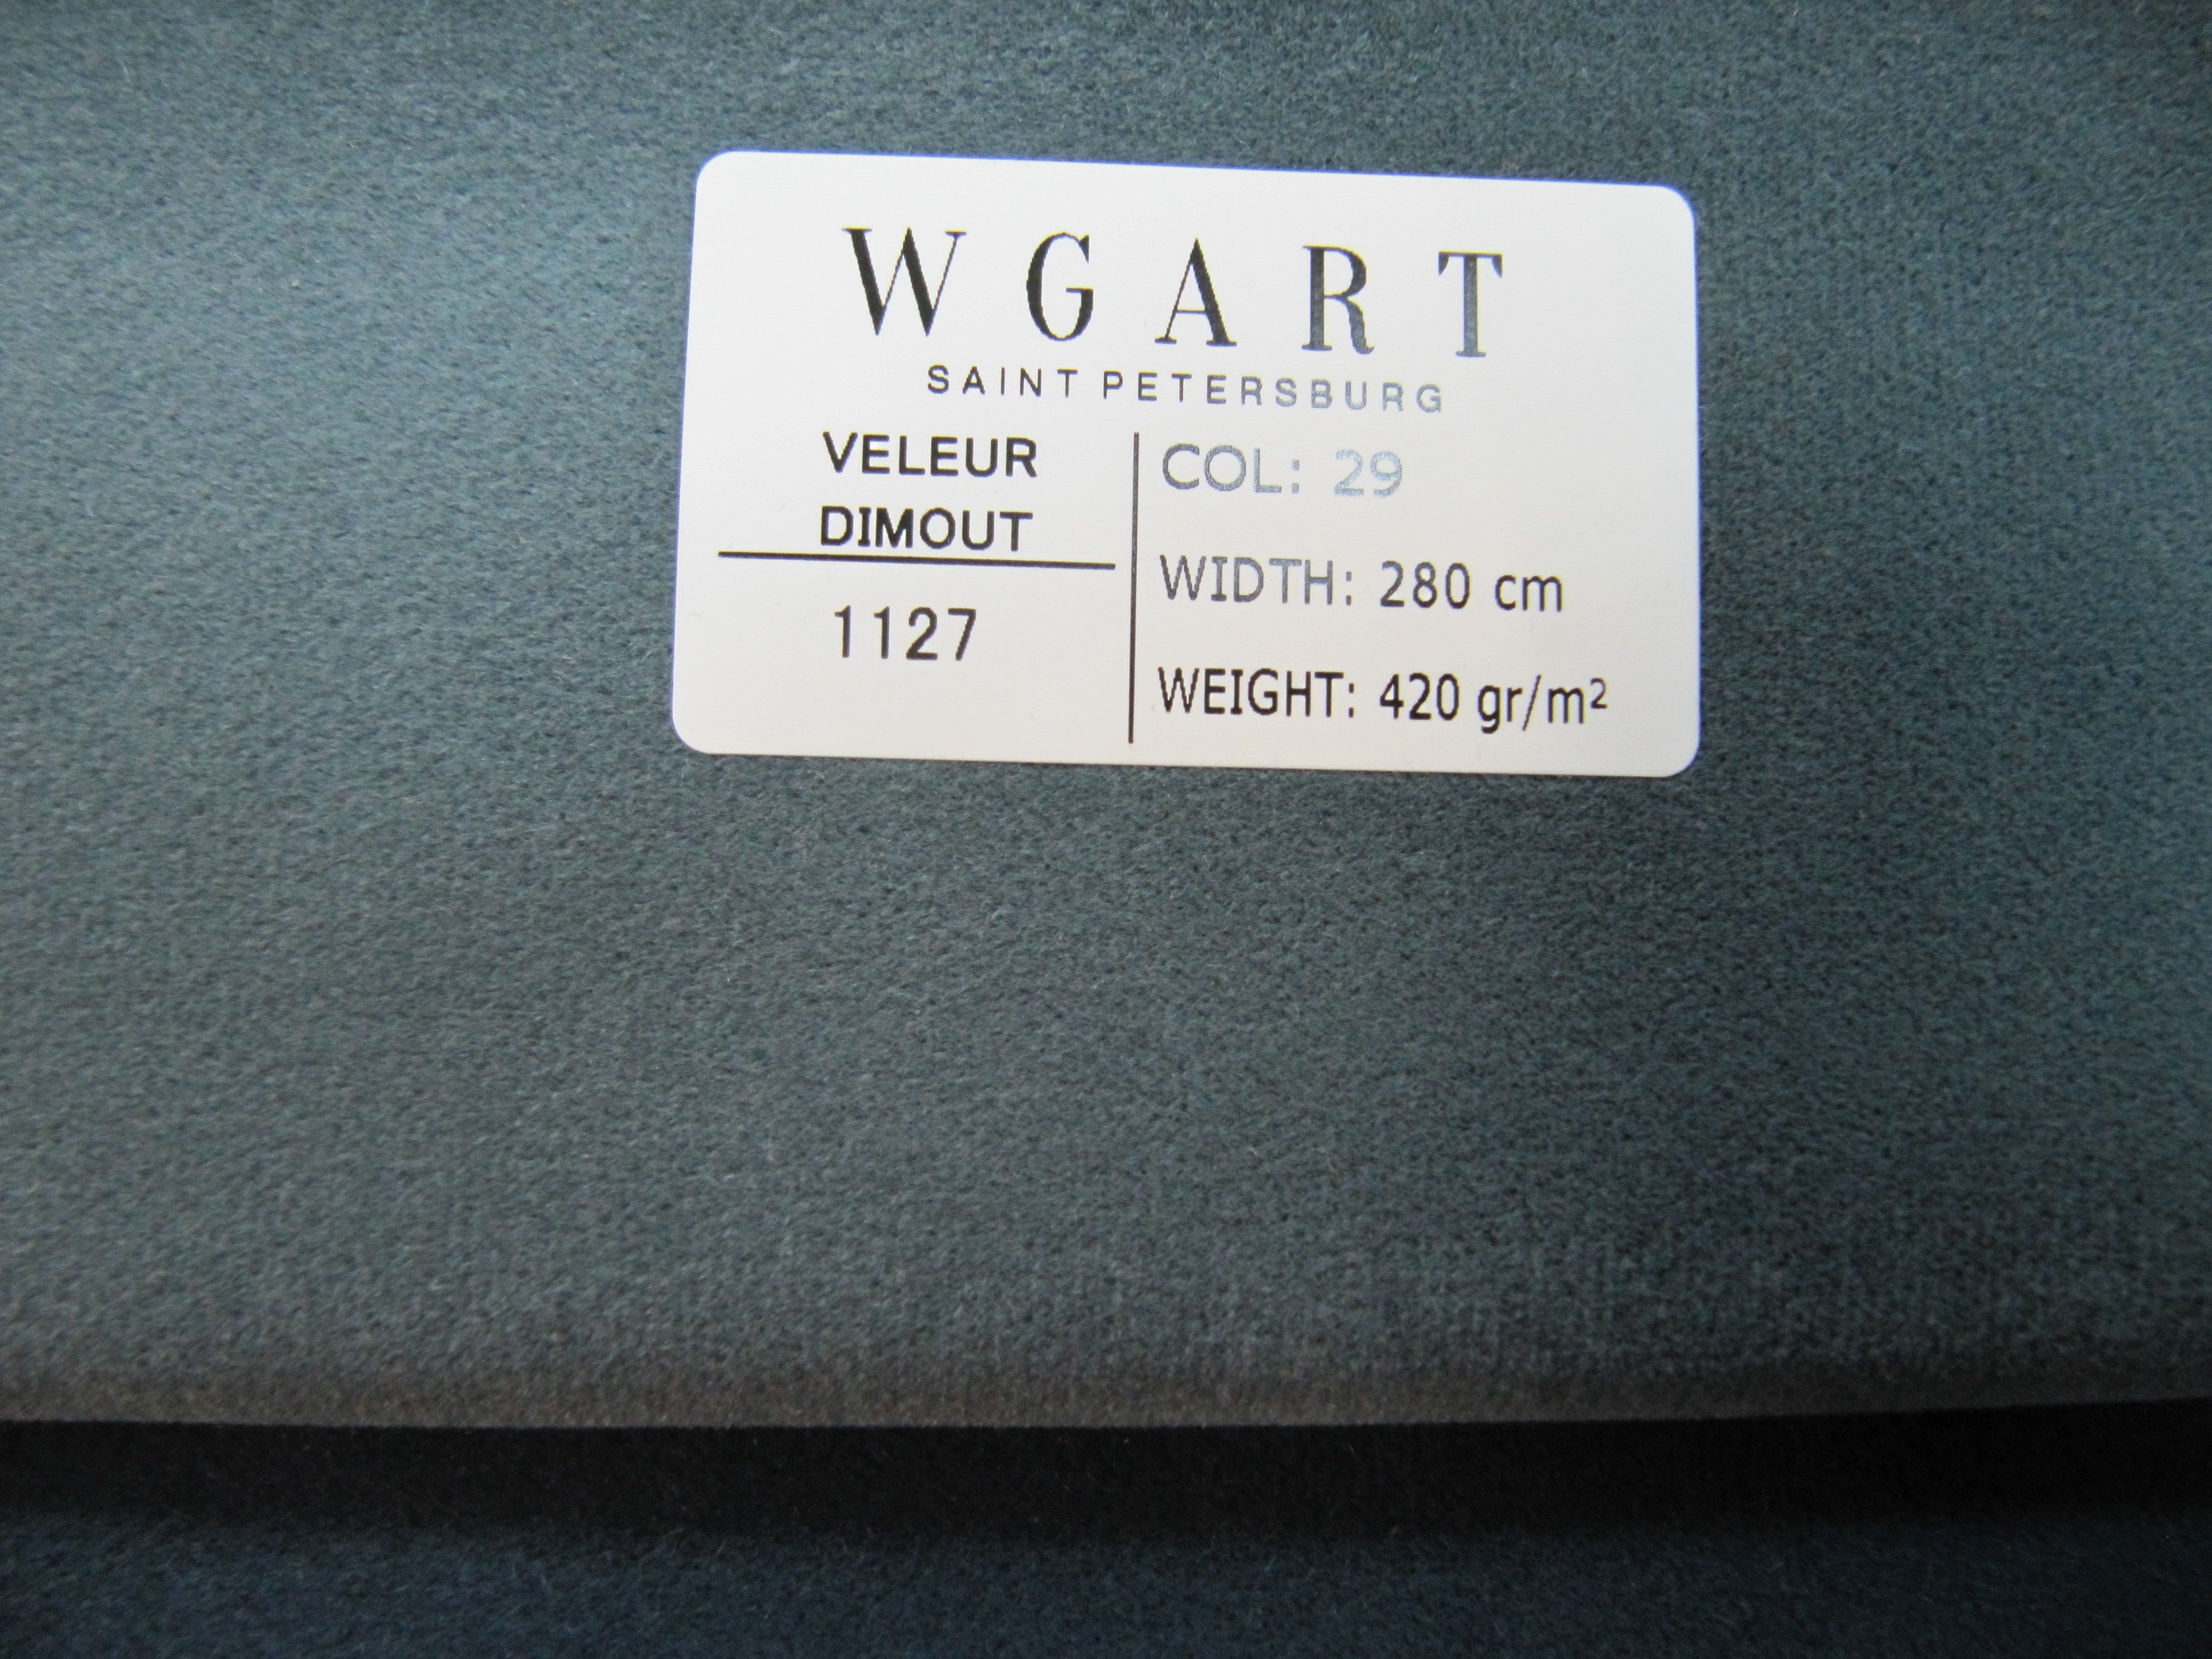 WGART
SAINT PETERSBURG
VELEUR
DIMOUT
1127
COL: 29
WIDTH: 280 cm
WEIGHT: 420 gr/m²